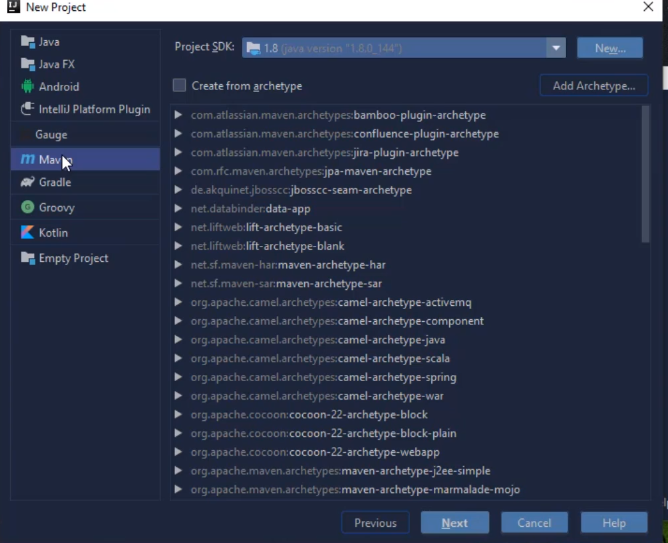 New Project
Java
Java FX
Android
IntelliJ Platform Plugin
Gauge
Maven
Gradle
Groovy
Kotlin
Empty Project
Project SDK: 1.8 (java version "1.8.0_144") New...
Create from archetype Add Archetype...
com.atlassian.maven.archetypes:bamboo-plugin-archetype
com.atlassian.maven.archetypes:confluence-plugin-archetype
com.atlassian.maven.archetypes:jira-plugin-archetype
com.rfc.maven.archetypes:jpa-maven-archetype
de.akquinet.jbosscc:jbosscc-seam-archetype
net.databinder:data-app
net.liftweb:lift-archetype-basic
net.liftweb:lift-archetype-blank
net.sf.maven-har:maven-archetype-har
net.sf.maven-sar:maven-archetype-sar
org.apache.camel.archetypes:camel-archetype-activemq
org.apache.camel.archetypes:camel-archetype-component
org.apache.camel.archetypes:camel-archetype-java
org.apache.camel.archetypes:camel-archetype-scala
org.apache.camel.archetypes:camel-archetype-spring
org.apache.camel.archetypes:camel-archetype-war
org.apache.cocoon:cocoon-22-archetype-block
org.apache.cocoon:cocoon-22-archetype-block-plain
org.apache.cocoon:cocoon-22-archetype-webapp
org.apache.maven.archetypes:maven-archetype-j2ee-simple
org.apache.maven.archetypes:maven-archetype-marmalade-mojo
Previous Next Cancel Help